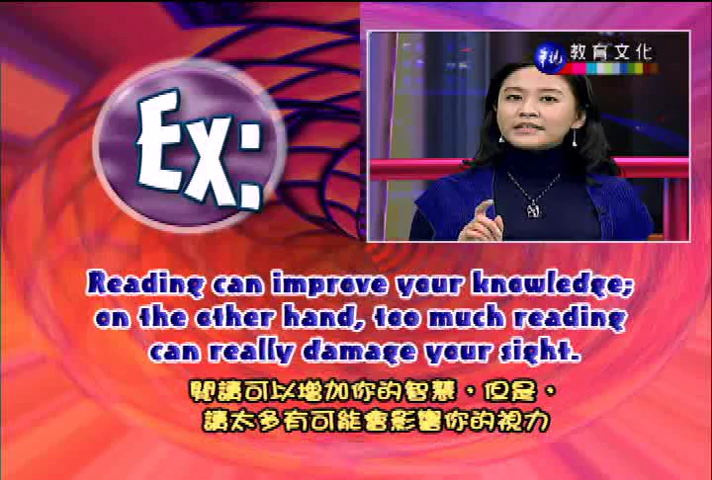 Ex:
華視 教育文化
Reading can improve your knowledge;
on the other hand, too much reading
can really damage your sight.
閱讀可以增加你的智慧，但是，
讀太多有可能會影響你的視力